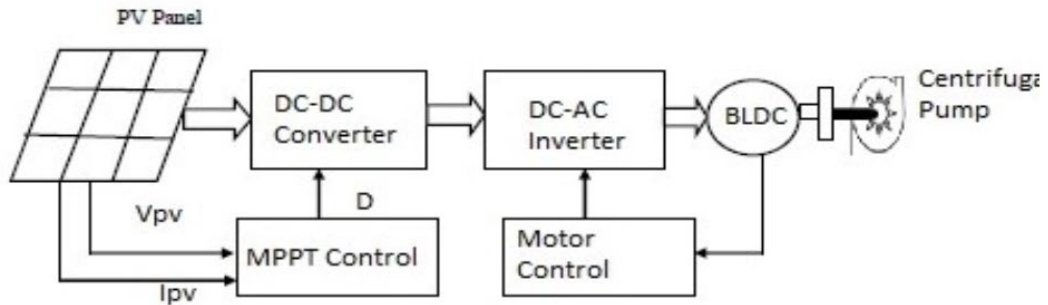 PV Panel
DC-DC
Converter
DC-AC
Inverter
BLDC
Centrifuga
Pump
Vpv
D
MPPT Control
Motor
Control
Ipv